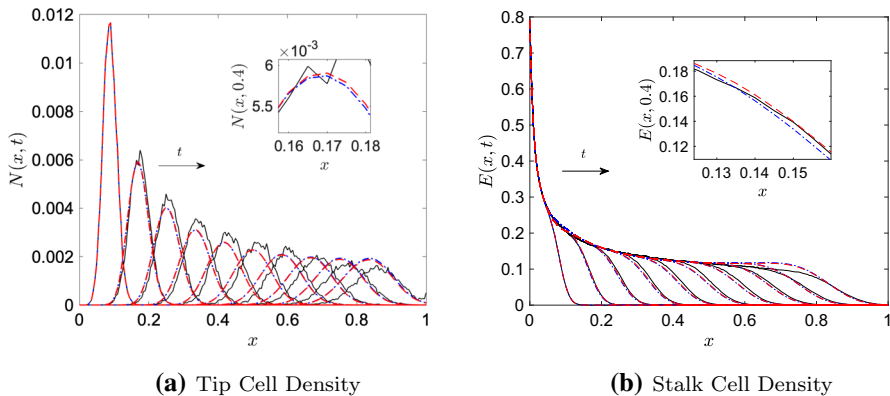 0.012
0.01
0.008
0.006
0.004
0.002
0
N(x, t)
0 0.2 0.4 0.6 0.8 1
x
t
×10⁻³
6
5.5
N(x, 0.4)
0.16 0.17 0.18
x
(a) Tip Cell Density
0.8
0.7
0.6
0.5
0.4
0.3
0.2
0.1
0
E(x, t)
0 0.2 0.4 0.6 0.8 1
x
t
0.18
0.16
0.14
0.12
0.11
E(x, 0.4)
0.13 0.14 0.15
x
(b) Stalk Cell Density